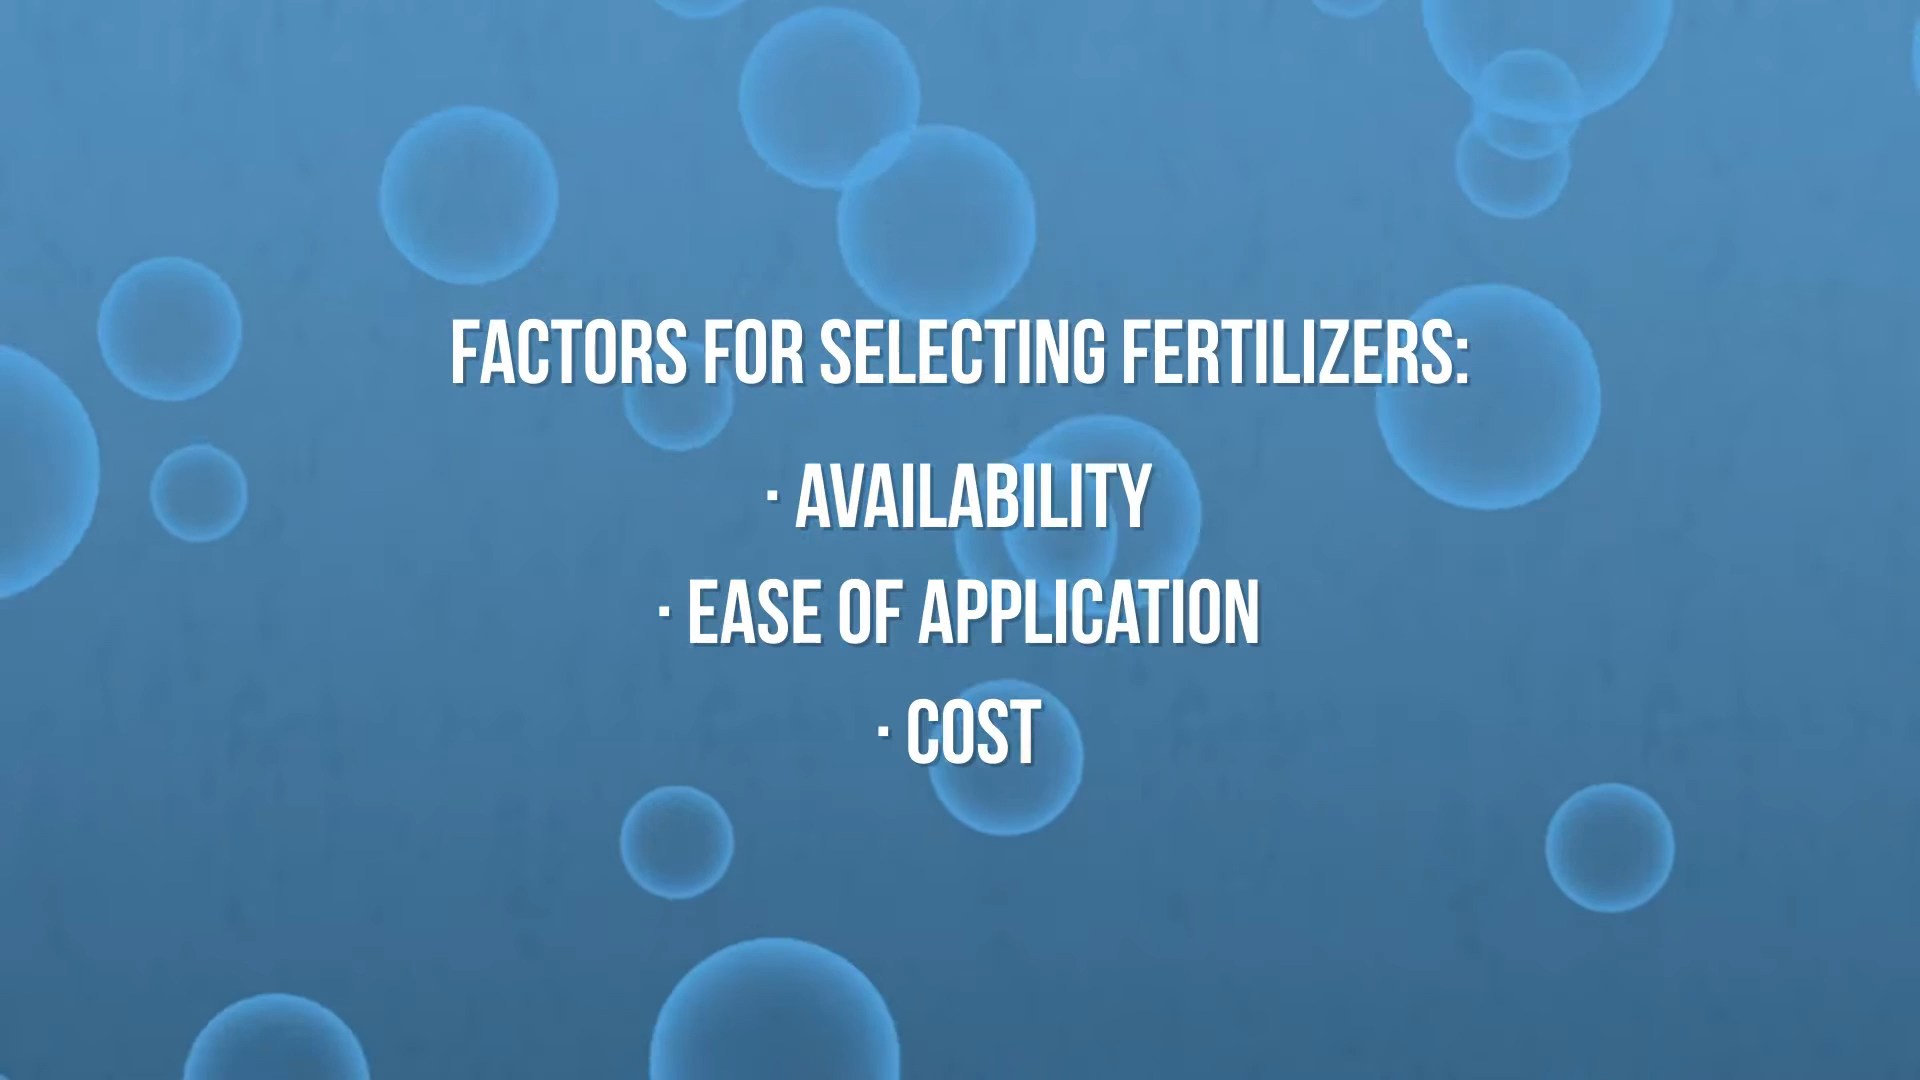 FACTORS FOR SELECTING FERTILIZERS:
· AVAILABILITY
· EASE OF APPLICATION
· COST